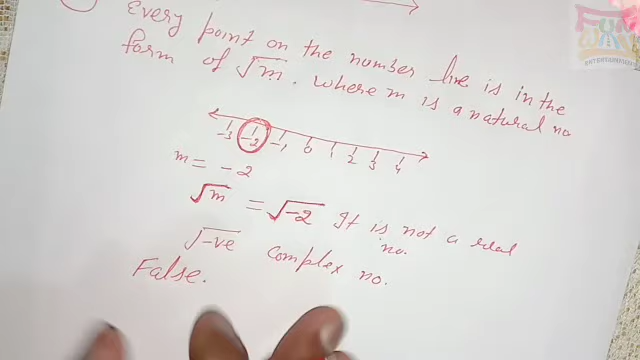 Every point on the number line is in the
form of √m. where m is a natural no
-3 -2 -1 0 1 2 3 4
m = -2
√m = √-2 It is not a real
no.
√-ve complex no.
False.